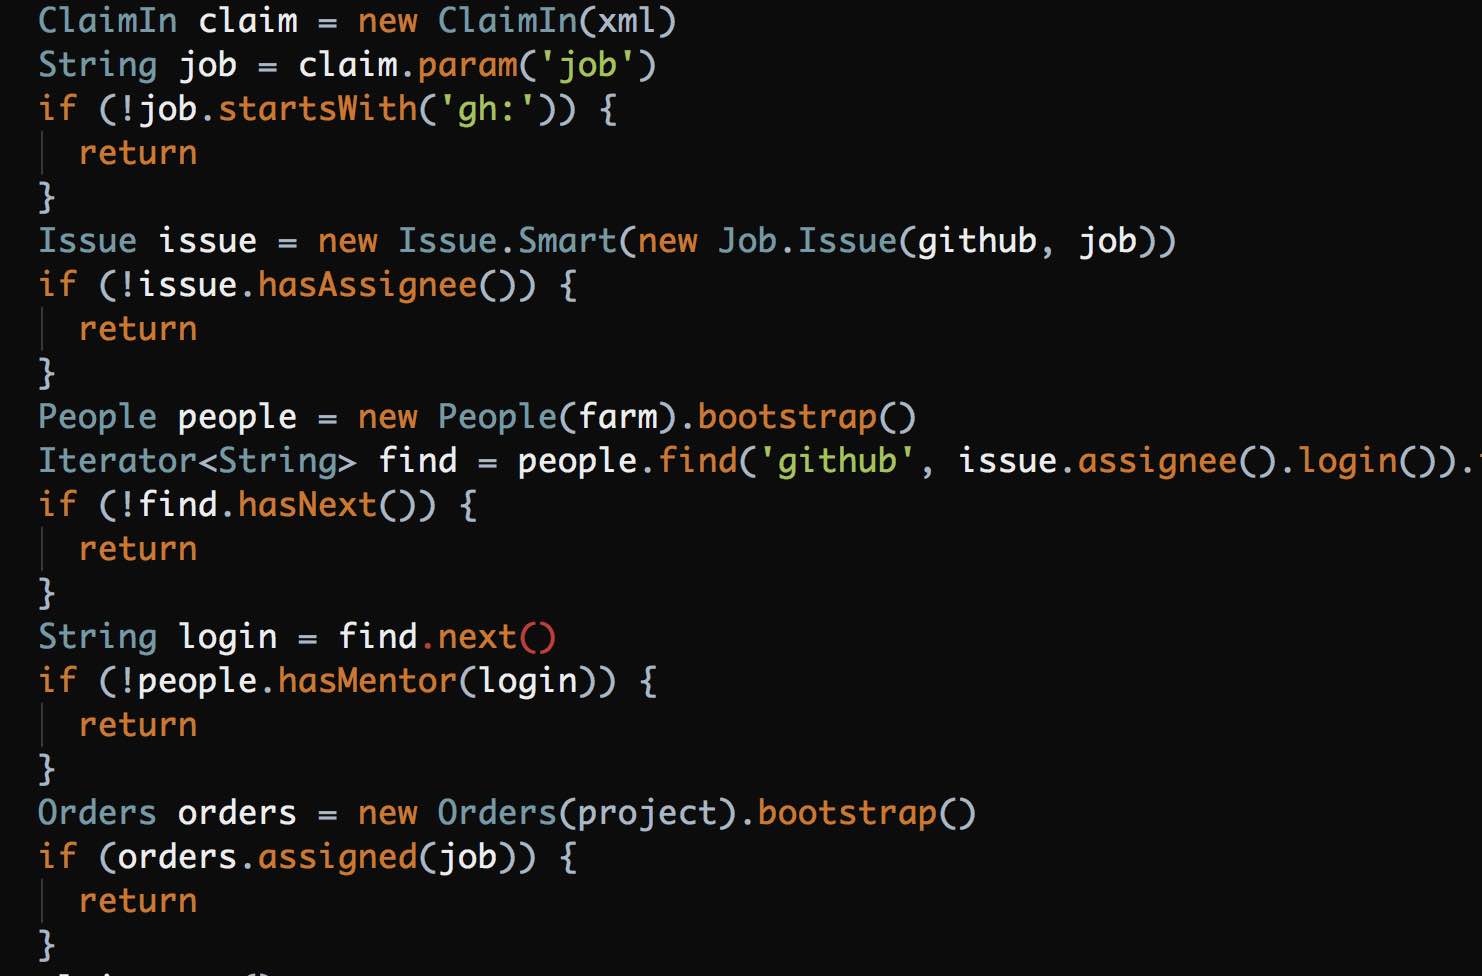 ClaimIn claim = new ClaimIn(xml)
String job = claim.param('job')
if (!job.startsWith('gh:')) {
  return
}
Issue issue = new Issue.Smart(new Job.Issue(github, job))
if (!issue.hasAssignee()) {
  return
}
People people = new People(farm).bootstrap()
Iterator<String> find = people.find('github', issue.assignee().login()).
if (!find.hasNext()) {
  return
}
String login = find.next()
if (!people.hasMentor(login)) {
  return
}
Orders orders = new Orders(project).bootstrap()
if (orders.assigned(job)) {
  return
}